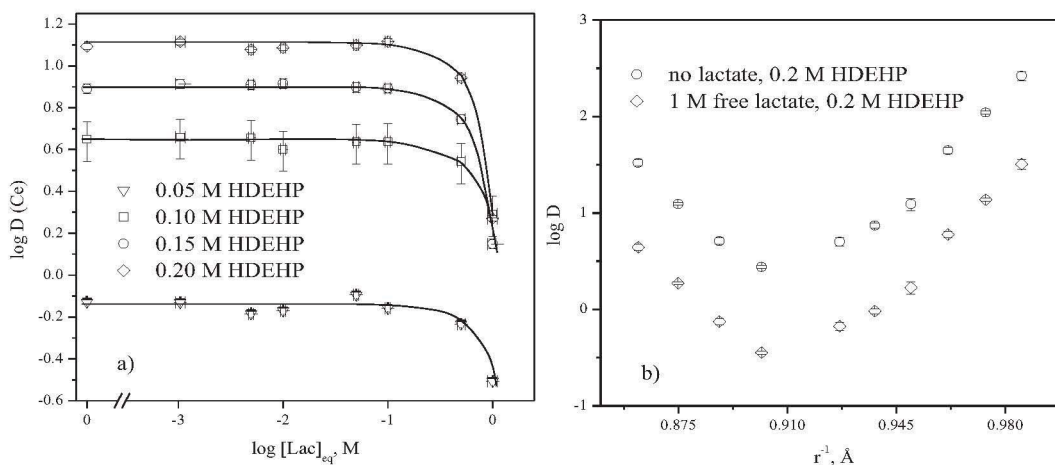 1.2
1.0
0.8
0.6
0.4
0.2
0.0
-0.2
-0.4
-0.6
log D (Ce)
0.05 M HDEHP
0.10 M HDEHP
0.15 M HDEHP
0.20 M HDEHP
a)
0
-3
-2
-1
0
log [Lac]eq, M
3
2
1
0
-1
log D
no lactate, 0.2 M HDEHP
1 M free lactate, 0.2 M HDEHP
b)
0.875
0.910
0.945
0.980
r⁻¹, Å